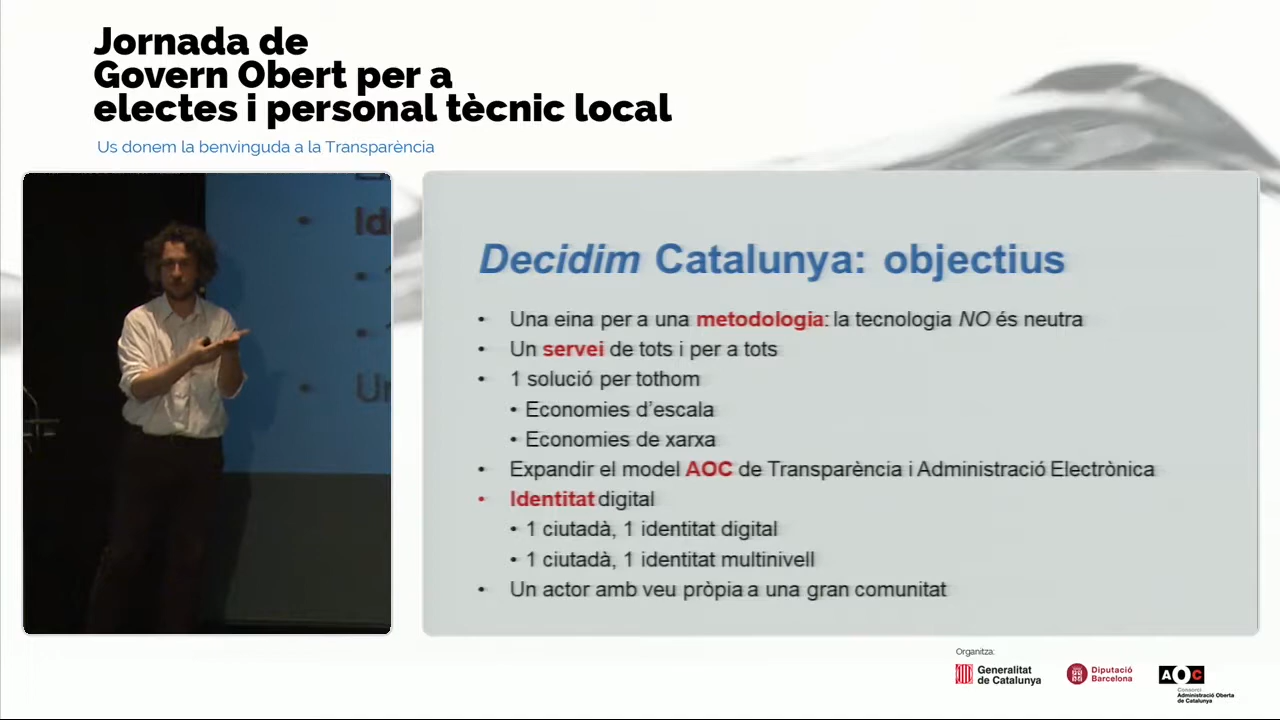 Jornada de
Govern Obert per a
electes i personal tècnic local
Us donem la benvinguda a la Transparència
Decidim Catalunya: objectius
• Una eina per a una metodologia: la tecnologia NO és neutra
• Un servei de tots i per a tots
• 1 solució per tothom
• Economies d'escala
• Economies de xarxa
• Expandir el model AOC de Transparència i Administració Electrònica
• Identitat digital
• 1 ciutadà, 1 identitat digital
• 1 ciutadà, 1 identitat multinivell
• Un actor amb veu pròpia a una gran comunitat
Organitza:
Generalitat
de Catalunya
Diputació
Barcelona
AOC
Consorci
Administració Oberta
de Catalunya